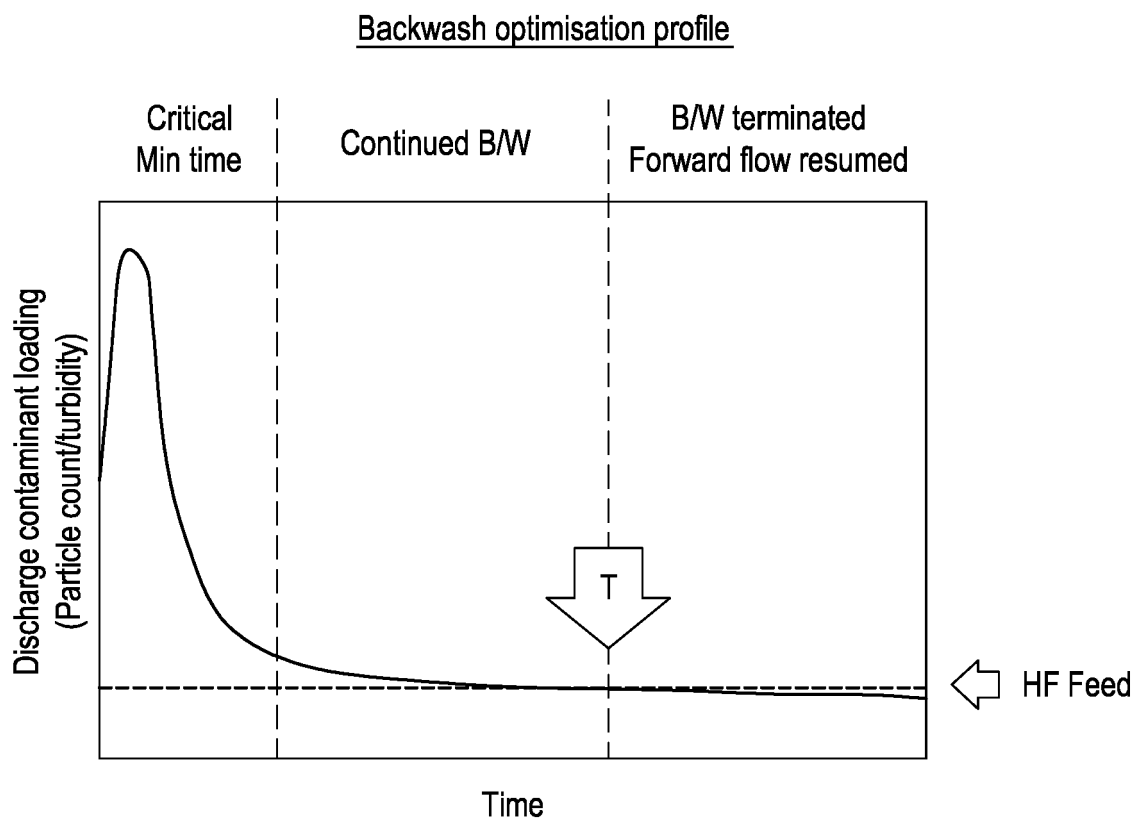 Backwash optimisation profile
Critical
Min time
Continued B/W
B/W terminated
Forward flow resumed
Discharge contaminant loading
(Particle count/turbidity)
T
HF Feed
Time